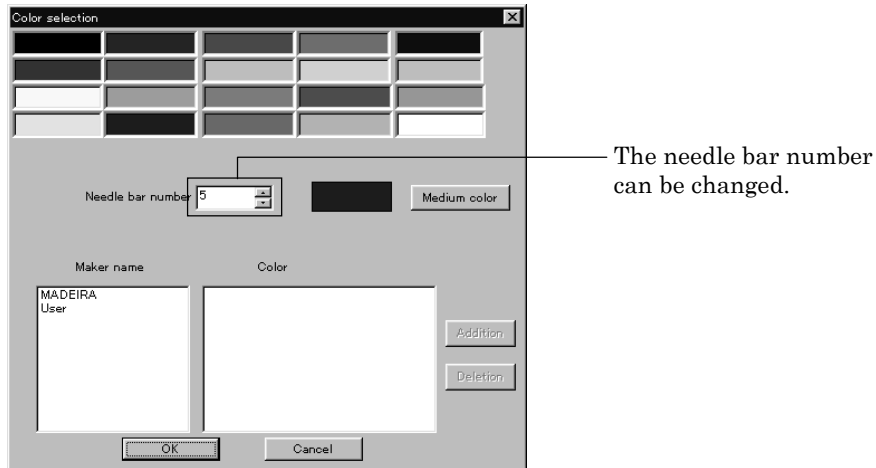 Color selection
The needle bar number
can be changed.
Needle bar number 5
Medium color
Maker name
Color
MADEIRA
User
Addition
Deletion
OK
Cancel